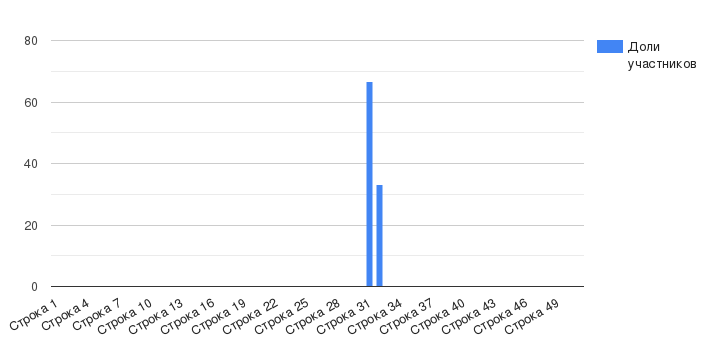 80
60
40
20
0
Строка 1
Строка 4
Строка 7
Строка 10
Строка 13
Строка 16
Строка 19
Строка 22
Строка 25
Строка 28
Строка 31
Строка 34
Строка 37
Строка 40
Строка 43
Строка 46
Строка 49
Доли
участников